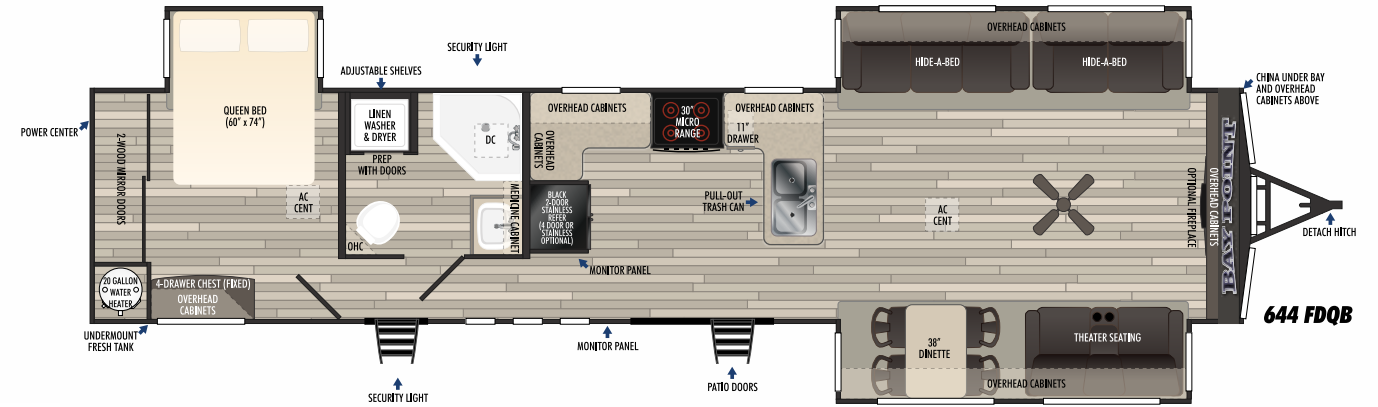 POWER CENTER
2-WOOD MIRROR DOORS
QUEEN BED
(60" x 74")
AC
CENT
20 GALLON
WATER
HEATER
UNDERMOUNT
FRESH TANK
4-DRAWER CHEST (FIXED)
OVERHEAD
CABINETS
ADJUSTABLE SHELVES
LINEN
WASHER
& DRYER
PREP
WITH DOORS
OHC
SECURITY LIGHT
DC
MEDICINE CABINET
SECURITY LIGHT
OVERHEAD CABINETS
OVERHEAD
CABINETS
30"
MICRO
RANGE
OVERHEAD CABINETS
11"
DRAWER
BLACK
2-DOOR
STAINLESS
REFER
(4 DOOR OR
STAINLESS
OPTIONAL)
PULL-OUT
TRASH CAN
MONITOR PANEL
MONITOR PANEL
PATIO DOORS
OVERHEAD CABINETS
HIDE-A-BED
HIDE-A-BED
AC
CENT
38"
DINETTE
THEATER SEATING
OVERHEAD CABINETS
OPTIONAL FIREPLACE
OVERHEAD CABINETS
BAY POINT
CHINA UNDER BAY
AND OVERHEAD
CABINETS ABOVE
DETACH HITCH
644 FDQB